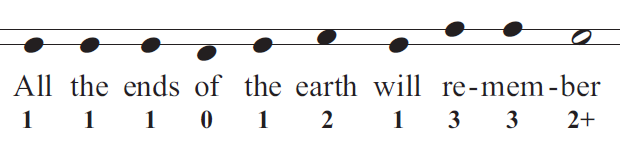 All the ends of the earth will re-mem-ber
1 1 1 0 1 2 1 3 3 2+